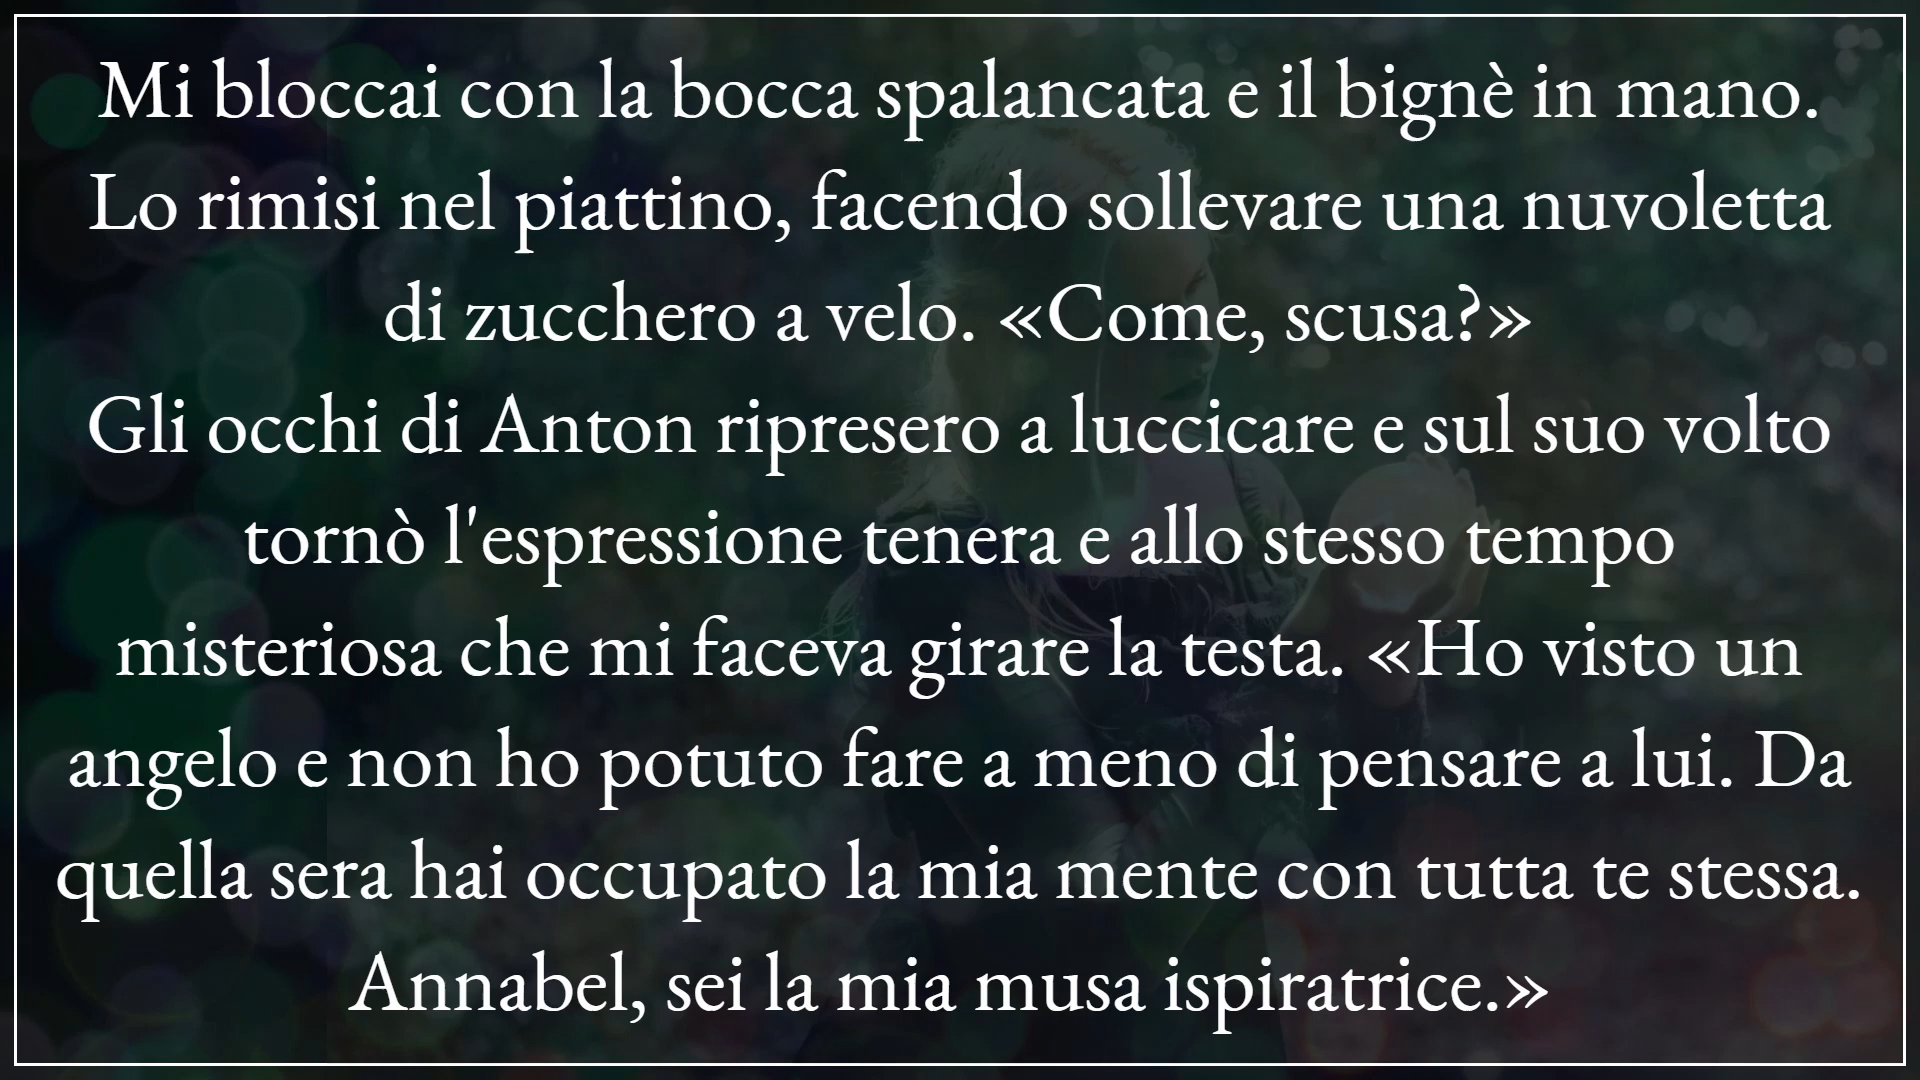 Mi bloccai con la bocca spalancata e il bignè in mano.
Lo rimisi nel piattino, facendo sollevare una nuvoletta
di zucchero a velo. «Come, scusa?»
Gli occhi di Anton ripresero a luccicare e sul suo volto
tornò l'espressione tenera e allo stesso tempo
misteriosa che mi faceva girare la testa. «Ho visto un
angelo e non ho potuto fare a meno di pensare a lui. Da
quella sera hai occupato la mia mente con tutta te stessa.
Annabel, sei la mia musa ispiratrice.»